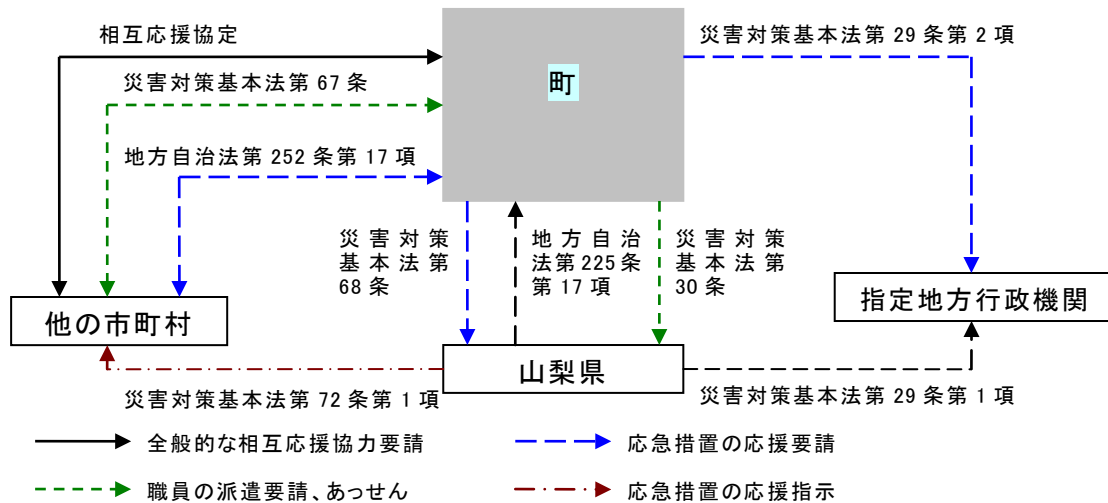 相互応援協定
災害対策基本法第 29 条第 2 項
災害対策基本法第 67 条
町
地方自治法第 252 条第 17 項
災害対策
基本法第
68 条
地方自治
法第 225 条
第 17 項
災害対策
基本法第
30 条
他の市町村
指定地方行政機関
山梨県
災害対策基本法第 72 条第 1 項
災害対策基本法第 29 条第 1 項
全般的な相互応援協力要請
応急措置の応援要請
職員の派遣要請、あっせん
応急措置の応援指示